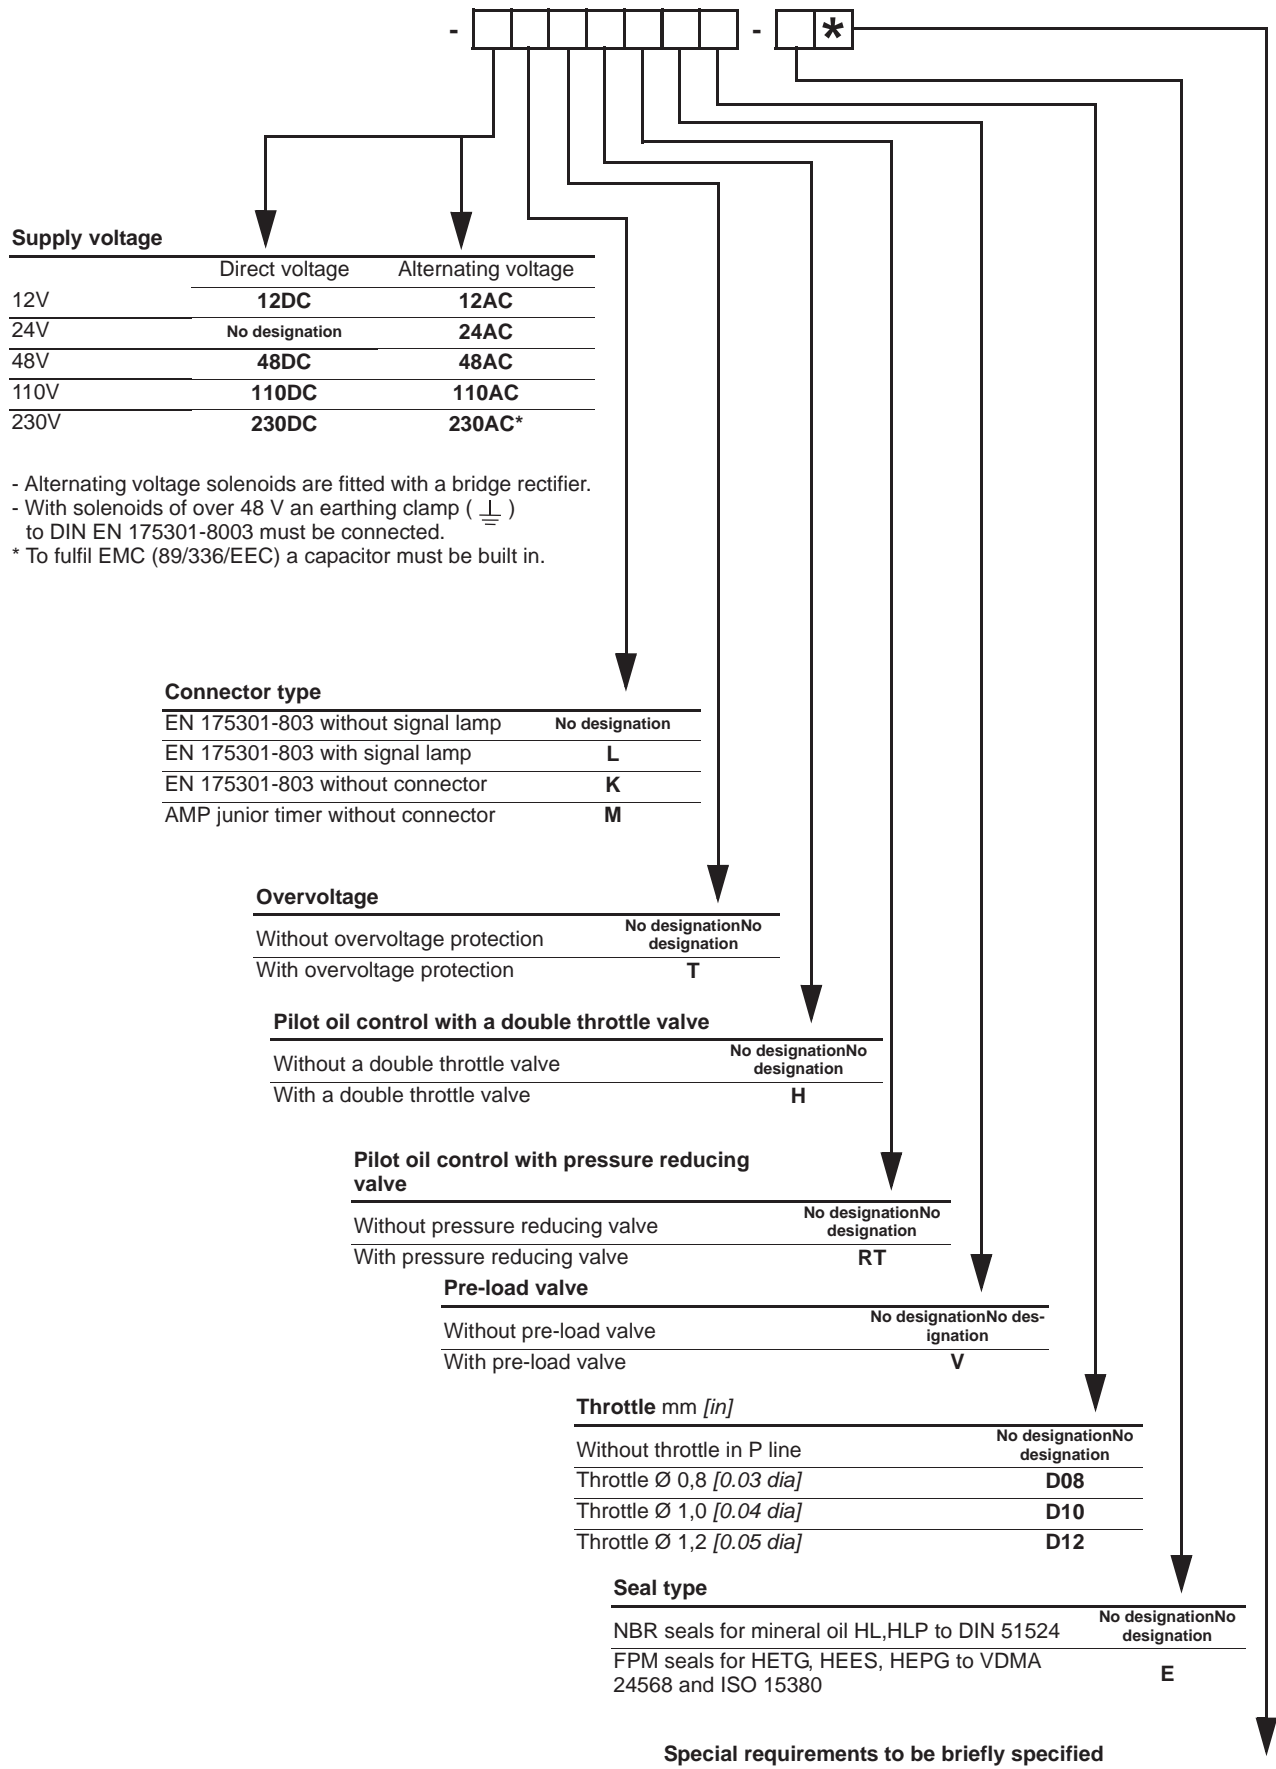 - - *
Supply voltage
Direct voltage Alternating voltage
12V 12DC 12AC
24V No designation 24AC
48V 48DC 48AC
110V 110DC 110AC
230V 230DC 230AC*
- Alternating voltage solenoids are fitted with a bridge rectifier.
- With solenoids of over 48 V an earthing clamp ( )
to DIN EN 175301-8003 must be connected.
* To fulfil EMC (89/336/EEC) a capacitor must be built in.
Connector type
EN 175301-803 without signal lamp No designation
EN 175301-803 with signal lamp L
EN 175301-803 without connector K
AMP junior timer without connector M
Overvoltage
Without overvoltage protection No designationNo
designation
With overvoltage protection T
Pilot oil control with a double throttle valve
Without a double throttle valve No designationNo
designation
With a double throttle valve H
Pilot oil control with pressure reducing
valve
Without pressure reducing valve No designationNo
designation
With pressure reducing valve RT
Pre-load valve
Without pre-load valve No designationNo des-
ignation
With pre-load valve V
Throttle mm [in]
Without throttle in P line No designationNo
designation
Throttle Ø 0,8 [0.03 dia] D08
Throttle Ø 1,0 [0.04 dia] D10
Throttle Ø 1,2 [0.05 dia] D12
Seal type
NBR seals for mineral oil HL,HLP to DIN 51524 No designationNo
designation
FPM seals for HETG, HEES, HEPG to VDMA
24568 and ISO 15380 E
Special requirements to be briefly specified